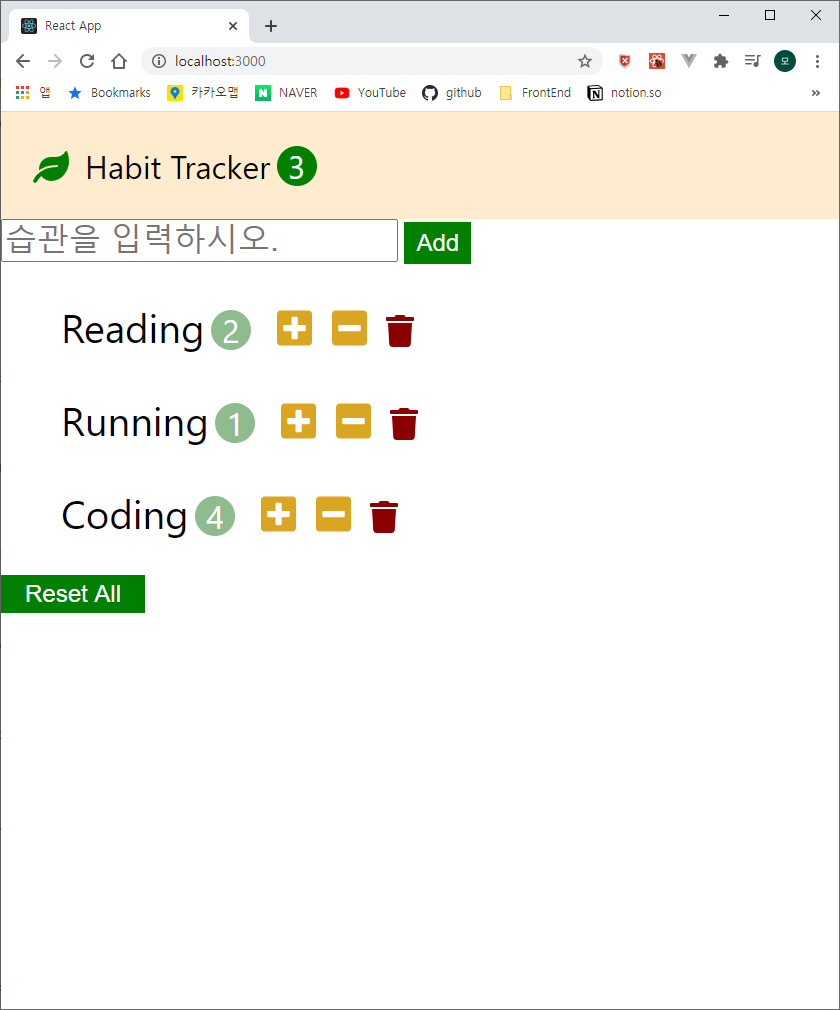 React App
localhost:3000
앱 Bookmarks 카카오맵 NAVER YouTube github FrontEnd notion.so »
Habit Tracker 3
습관을 입력하시오. Add
Reading 2
Running 1
Coding 4
Reset All